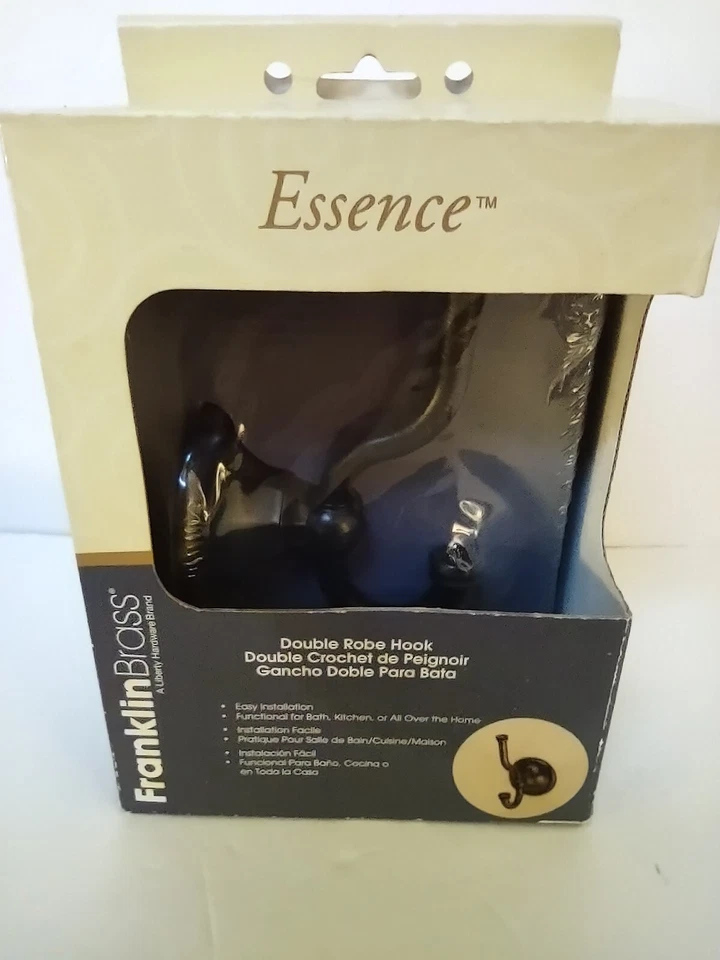 Essence™
Double Robe Hook
Double Crochet de Peignoir
Gancho Doble Para Bata
• Easy Installation
• Functional for Bath, Kitchen, or All Over the Home
• Installation Facile
• Pratique Pour Salle de Bain/Cuisine/Maison
• Instalación Fácil
• Funcional Para Baño, Cocina o
en Toda la Casa
FranklinBrass®
A Liberty Hardware Brand